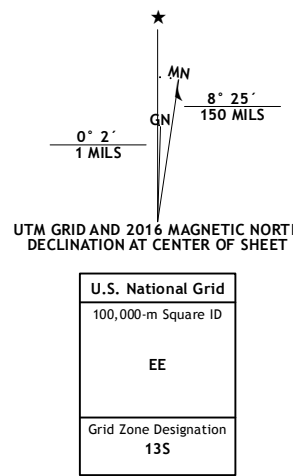 ★
MN
GN
0° 2´
1 MILS
8° 25´
150 MILS
UTM GRID AND 2016 MAGNETIC NORTH
DECLINATION AT CENTER OF SHEET
U.S. National Grid
100,000-m Square ID
EE
Grid Zone Designation
13S